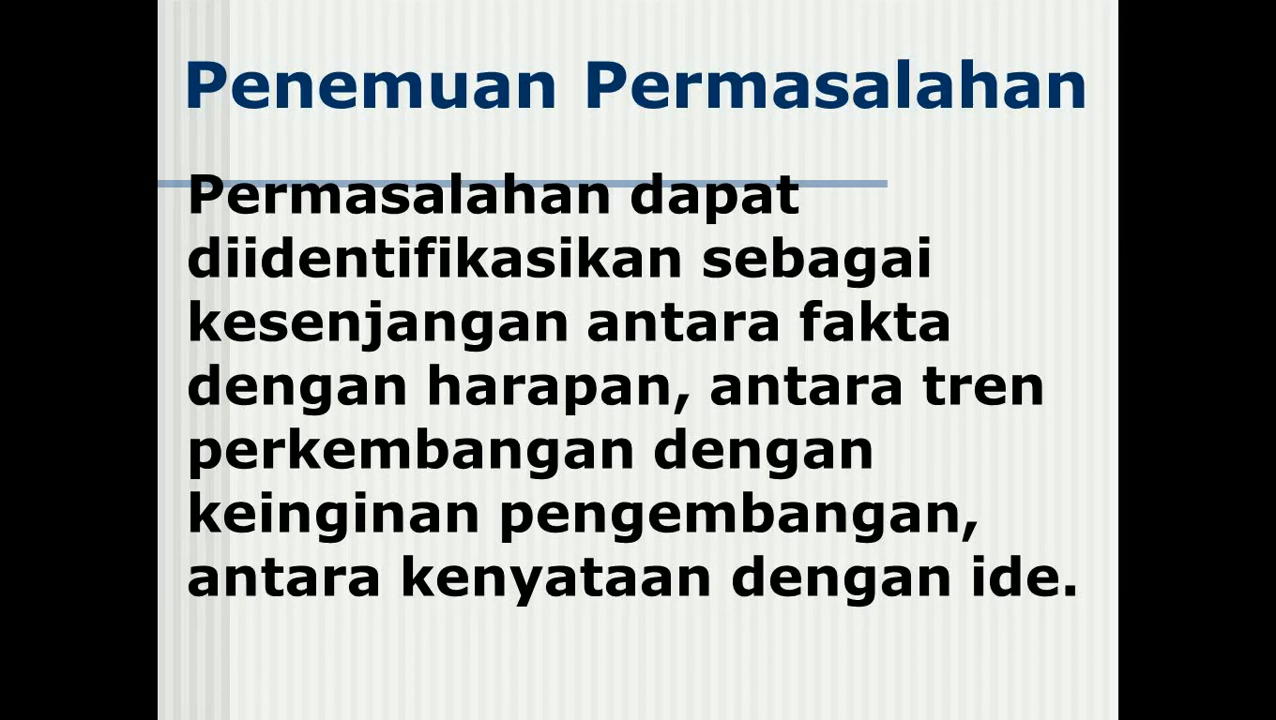 Penemuan Permasalahan
Permasalahan dapat
diidentifikasikan sebagai
kesenjangan antara fakta
dengan harapan, antara tren
perkembangan dengan
keinginan pengembangan,
antara kenyataan dengan ide.